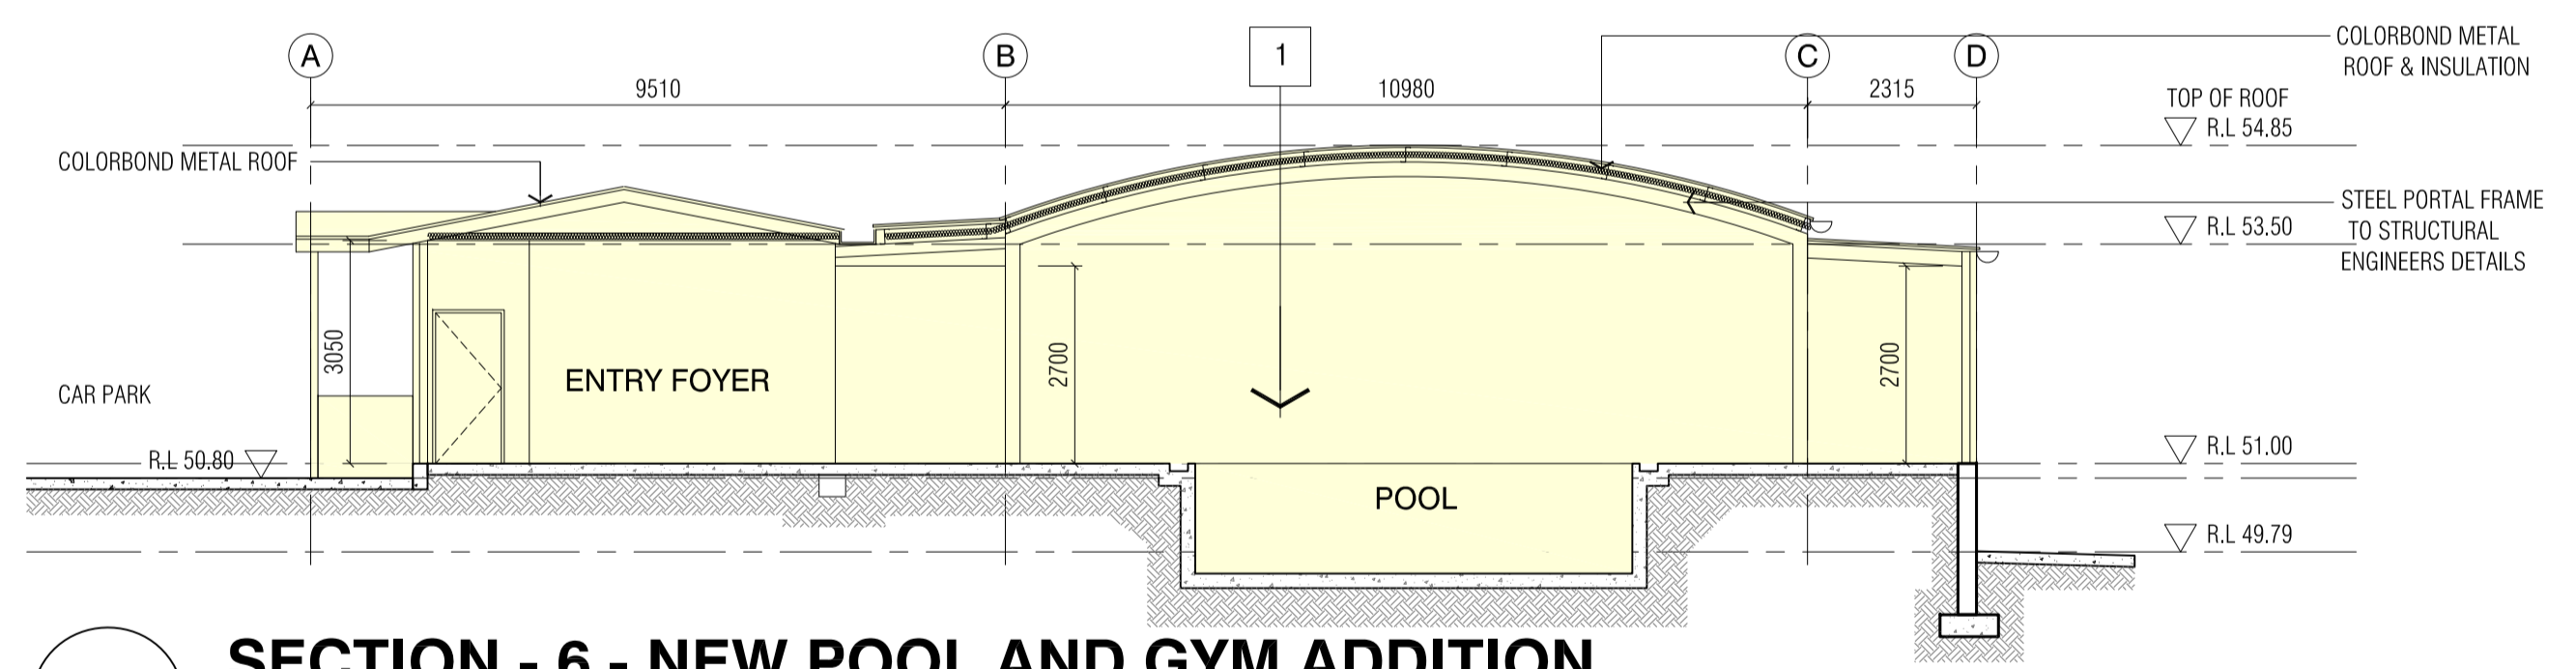 A
B
1
C
D
COLORBOND METAL
ROOF & INSULATION
9510
10980
2315
TOP OF ROOF
R.L 54.85
COLORBOND METAL ROOF
STEEL PORTAL FRAME
TO STRUCTURAL
ENGINEERS DETAILS
R.L 53.50
3050
2700
2700
ENTRY FOYER
CAR PARK
R.L 50.80
R.L 51.00
POOL
R.L 49.79
SECTION - 6 - NEW POOL AND GYM ADDITION